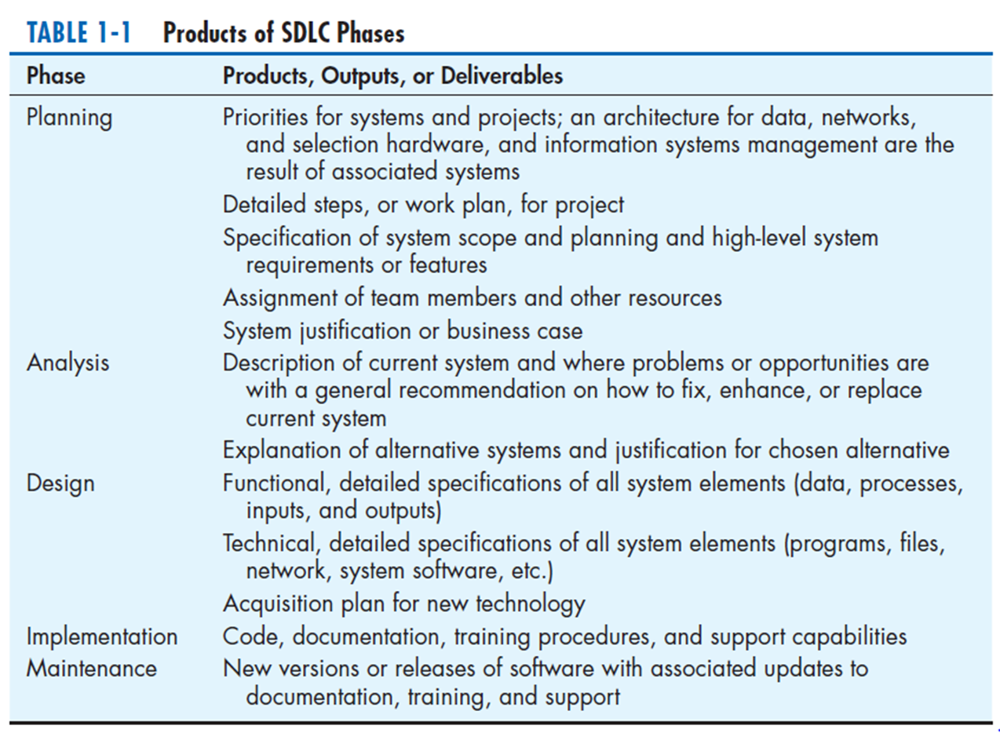 TABLE 1-1 Products of SDLC Phases
Phase Products, Outputs, or Deliverables
Planning Priorities for systems and projects; an architecture for data, networks,
and selection hardware, and information systems management are the
result of associated systems
Detailed steps, or work plan, for project
Specification of system scope and planning and high-level system
requirements or features
Assignment of team members and other resources
System justification or business case
Analysis Description of current system and where problems or opportunities are
with a general recommendation on how to fix, enhance, or replace
current system
Explanation of alternative systems and justification for chosen alternative
Design Functional, detailed specifications of all system elements (data, processes,
inputs, and outputs)
Technical, detailed specifications of all system elements (programs, files,
network, system software, etc.)
Acquisition plan for new technology
Implementation Code, documentation, training procedures, and support capabilities
Maintenance New versions or releases of software with associated updates to
documentation, training, and support